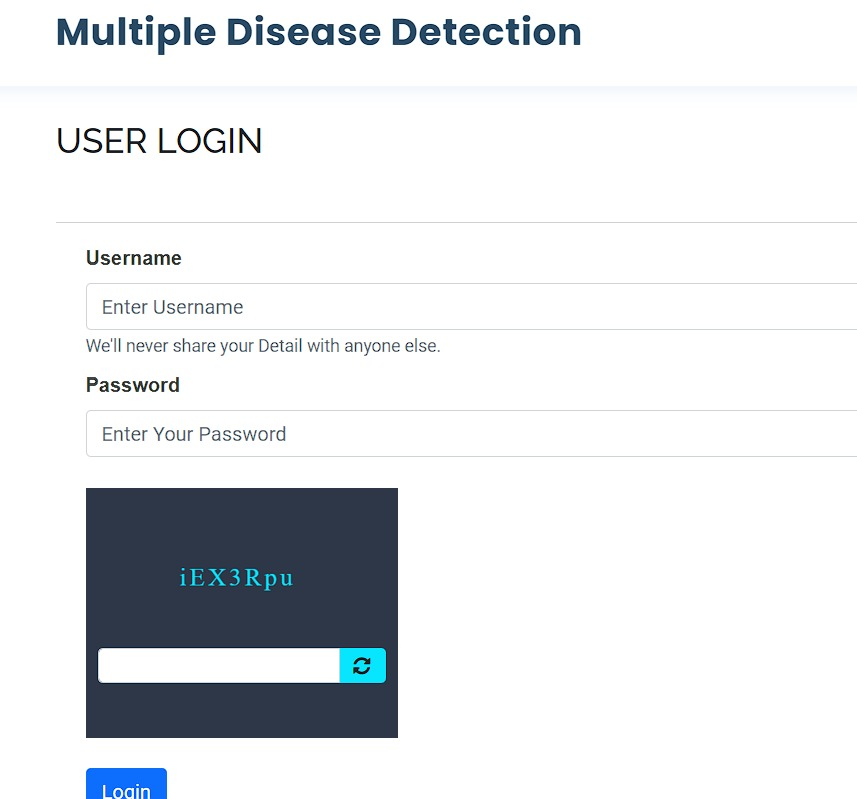 Multiple Disease Detection
USER LOGIN
Username
Enter Username
We'll never share your Detail with anyone else.
Password
Enter Your Password
iEX3Rpu
Login